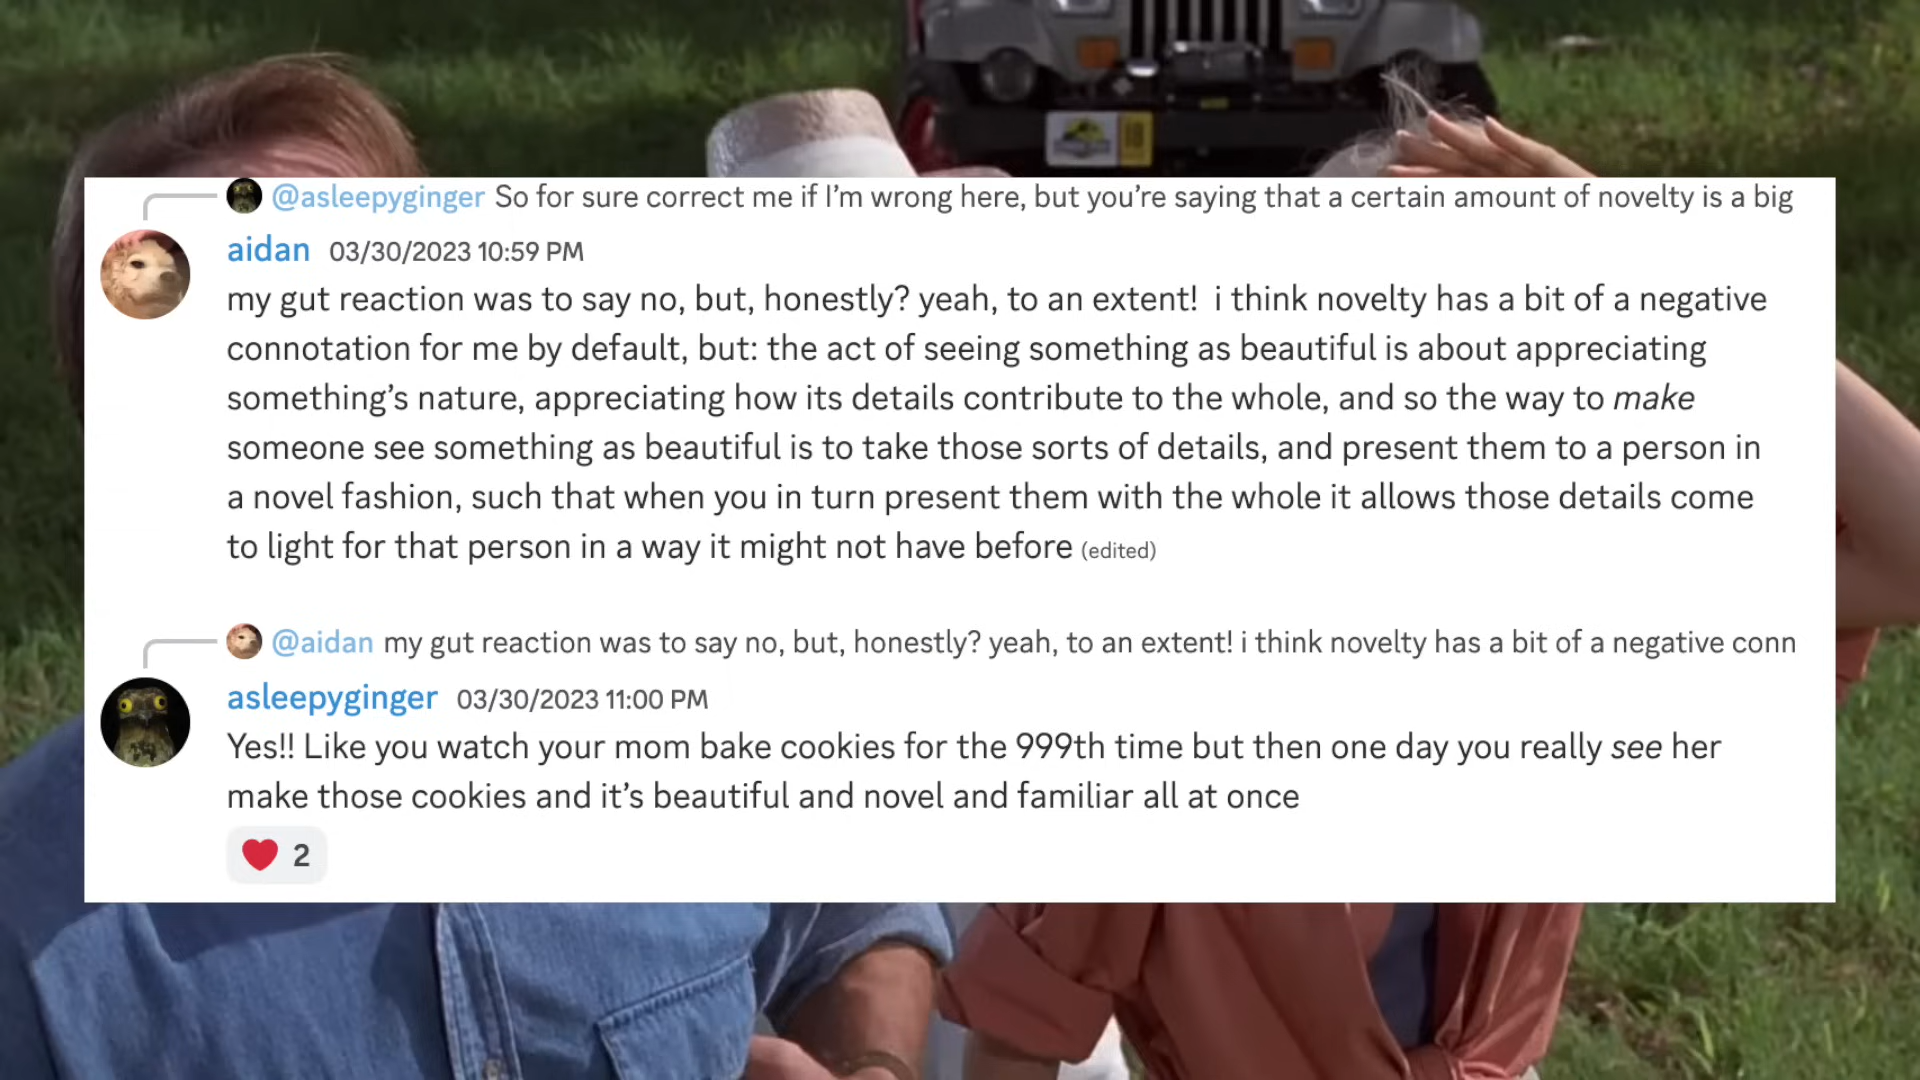 @asleepyginger So for sure correct me if I'm wrong here, but you're saying that a certain amount of novelty is a big
aidan 03/30/2023 10:59 PM
my gut reaction was to say no, but, honestly? yeah, to an extent! i think novelty has a bit of a negative
connotation for me by default, but: the act of seeing something as beautiful is about appreciating
something's nature, appreciating how its details contribute to the whole, and so the way to make
someone see something as beautiful is to take those sorts of details, and present them to a person in
a novel fashion, such that when you in turn present them with the whole it allows those details come
to light for that person in a way it might not have before (edited)
@aidan my gut reaction was to say no, but, honestly? yeah, to an extent! i think novelty has a bit of a negative conn
asleepyginger 03/30/2023 11:00 PM
Yes!! Like you watch your mom bake cookies for the 999th time but then one day you really see her
make those cookies and it's beautiful and novel and familiar all at once
2